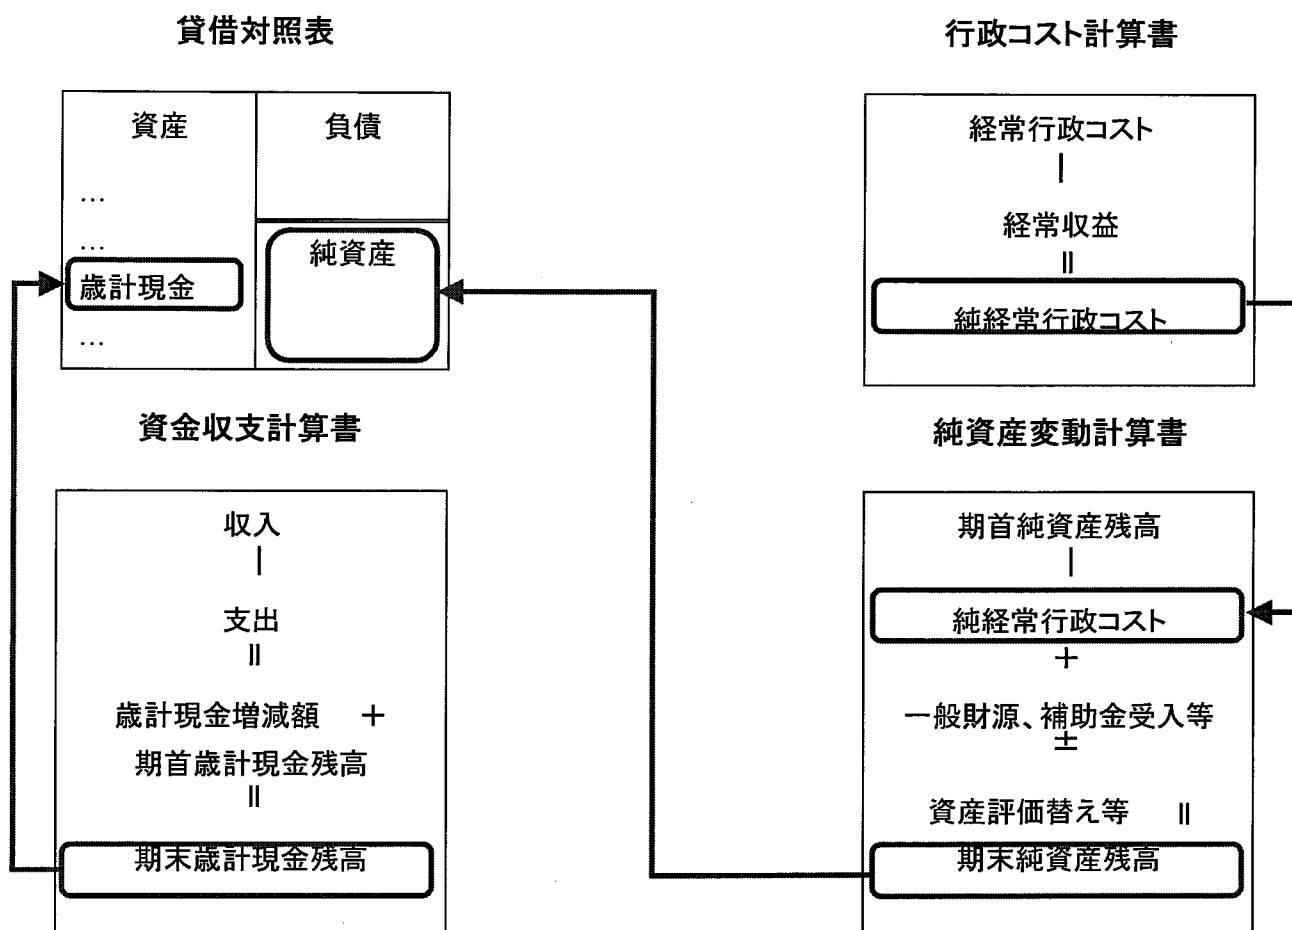 貸借対照表
資産
負債
…
…
純資産
歳計現金
…
行政コスト計算書
経常行政コスト
｜
経常収益
||
純経常行政コスト
資金収支計算書
収入
｜
支出
||
歳計現金増減額 ＋
期首歳計現金残高
||
期末歳計現金残高
純資産変動計算書
期首純資産残高
｜
純経常行政コスト
＋
一般財源、補助金受入等
±
資産評価替え等 ||
期末純資産残高